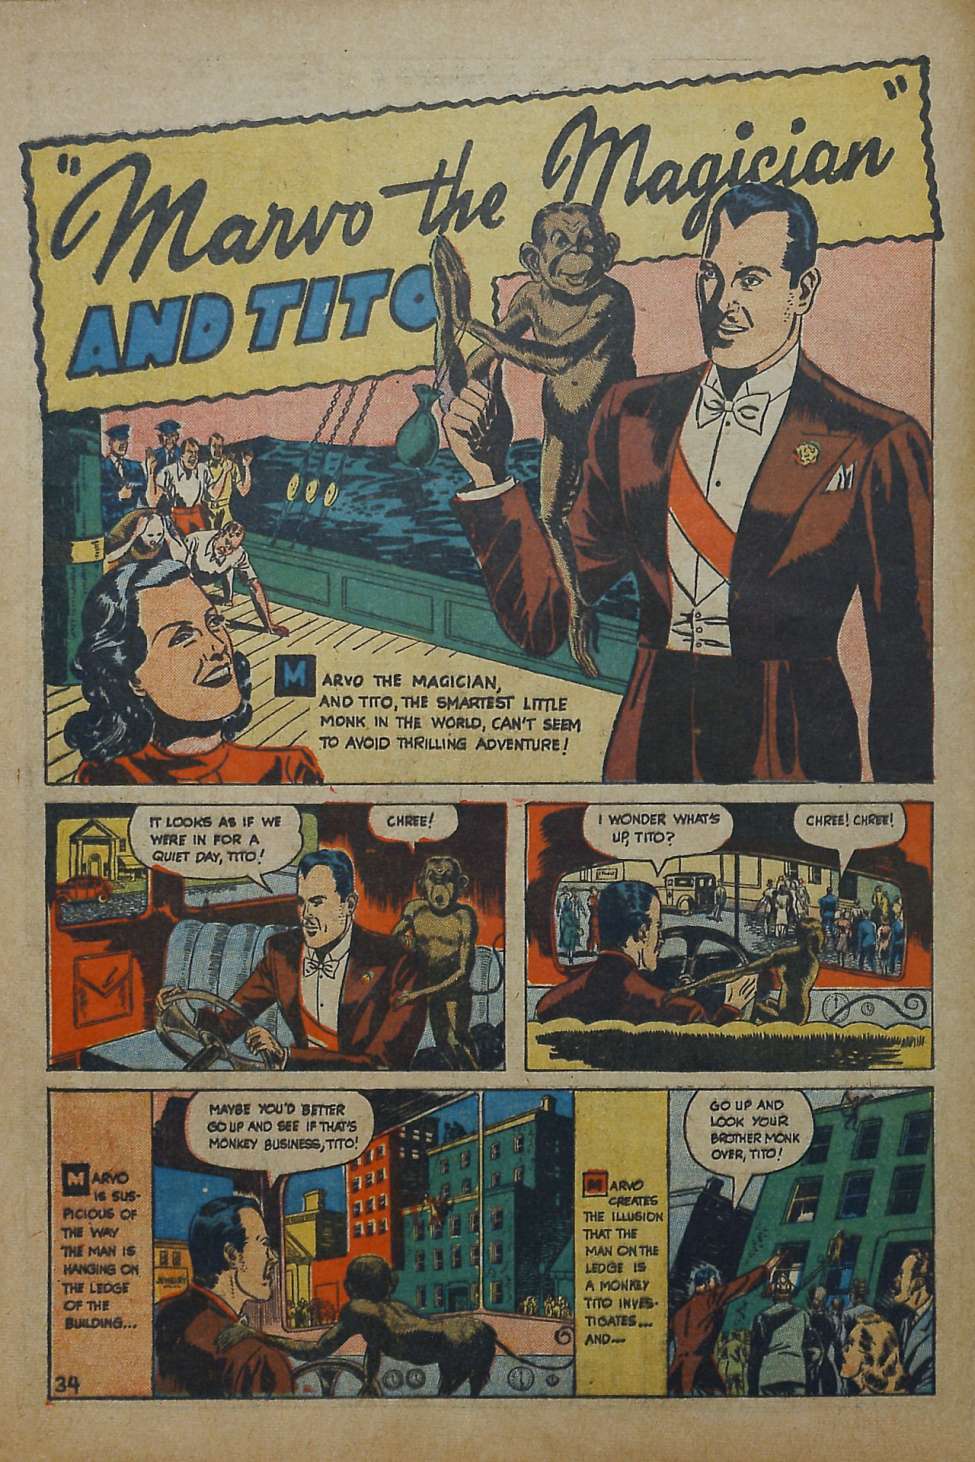 "Marvo the Magician"
AND TITO
MARVO THE MAGICIAN,
AND TITO, THE SMARTEST LITTLE
MONK IN THE WORLD, CAN'T SEEM
TO AVOID THRILLING ADVENTURE!
IT LOOKS AS IF WE
WERE IN FOR A
QUIET DAY, TITO!
CHREE!
I WONDER WHAT'S
UP, TITO?
CHREE! CHREE!
MARVO
IS SUS-
PICIOUS OF
THE WAY
THE MAN IS
HANGING ON
THE LEDGE
OF THE
BUILDING...
MAYBE YOU'D BETTER
GO UP AND SEE IF THAT'S
MONKEY BUSINESS, TITO!
JEWELRY
MARVO
CREATES
THE ILLUSION
THAT THE
MAN ON THE
LEDGE IS
A MONKEY
TITO INVES-
TIGATES...
AND--
GO UP AND
LOOK YOUR
BROTHER MONK
OVER, TITO!
34